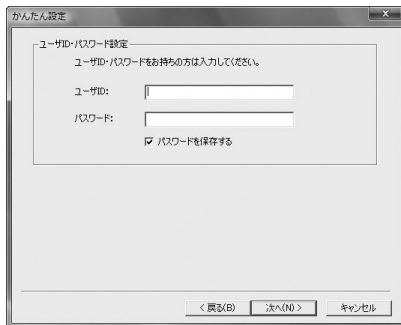 かんたん設定
ユーザID・パスワード設定
ユーザID・パスワードをお持ちの方は入力してください。
ユーザID:
パスワード:
パスワードを保存する
< 戻る(B) 次へ(N) > キャンセル